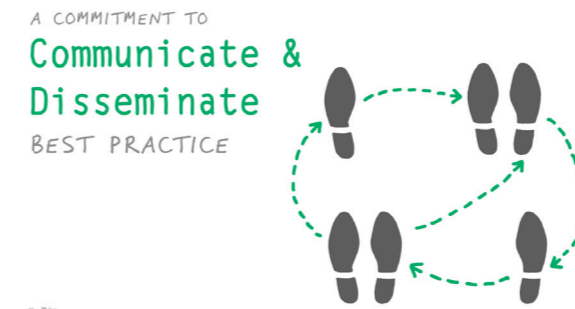 A COMMITMENT TO
Communicate &
Disseminate
BEST PRACTICE